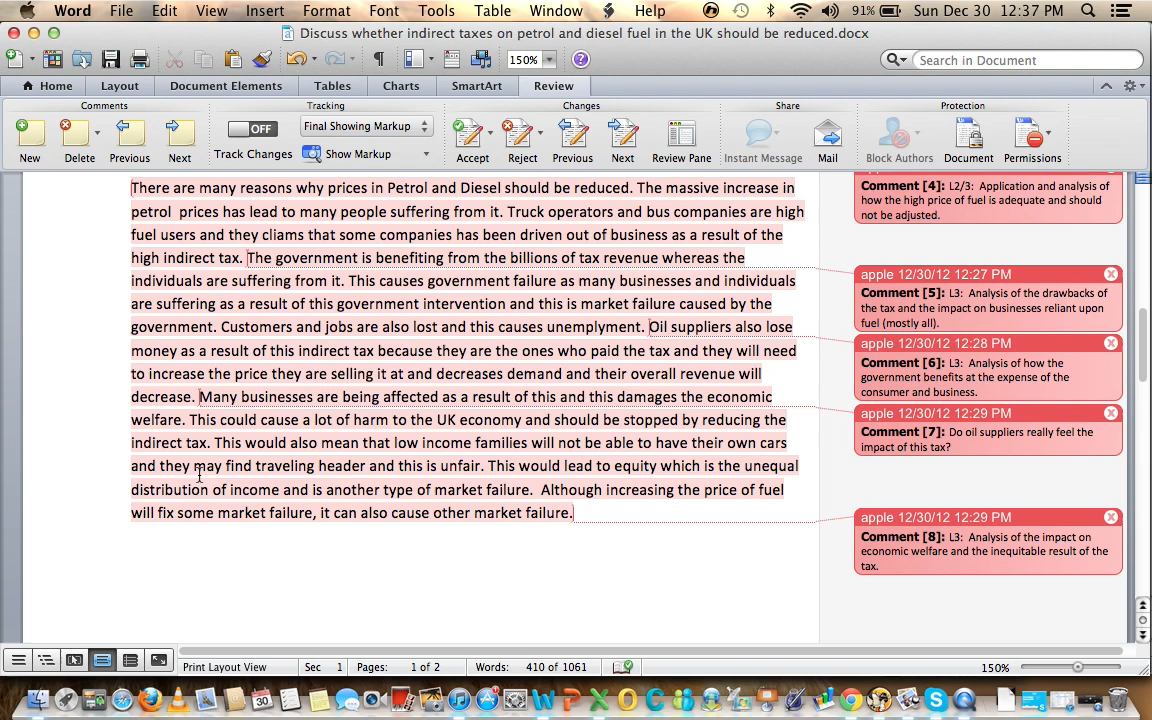 Word File Edit View Insert Format Font Tools Table Window Help 91% Sun Dec 30 12:37 PM
Discuss whether indirect taxes on petrol and diesel fuel in the UK should be reduced.docx
150% Search in Document
Home Layout Document Elements Tables Charts SmartArt Review
Comments Tracking Changes Share Protection
OFF Final Showing Markup
New Delete Previous Next Track Changes Show Markup Accept Reject Previous Next Review Pane Instant Message Mail Block Authors Document Permissions
There are many reasons why prices in Petrol and Diesel should be reduced. The massive increase in
petrol  prices has lead to many people suffering from it. Truck operators and bus companies are high
fuel users and they cliams that some companies has been driven out of business as a result of the
high indirect tax. The government is benefiting from the billions of tax revenue whereas the
individuals are suffering from it. This causes government failure as many businesses and individuals
are suffering as a result of this government intervention and this is market failure caused by the
government. Customers and jobs are also lost and this causes unemplyment. Oil suppliers also lose
money as a result of this indirect tax because they are the ones who paid the tax and they will need
to increase the price they are selling it at and decreases demand and their overall revenue will
decrease. Many businesses are being affected as a result of this and this damages the economic
welfare. This could cause a lot of harm to the UK economy and should be stopped by reducing the
indirect tax. This would also mean that low income families will not be able to have their own cars
and they may find traveling header and this is unfair. This would lead to equity which is the unequal
distribution of income and is another type of market failure.  Although increasing the price of fuel
will fix some market failure, it can also cause other market failure.
Comment [4]: L2/3: Application and analysis of
how the high price of fuel is adequate and should
not be adjusted.
apple 12/30/12 12:27 PM
Comment [5]: L3: Analysis of the drawbacks of
the tax and the impact on businesses reliant upon
fuel (mostly all).
apple 12/30/12 12:28 PM
Comment [6]: L3: Analysis of how the
government benefits at the expense of the
consumer and business.
apple 12/30/12 12:29 PM
Comment [7]: Do oil suppliers really feel the
impact of this tax?
apple 12/30/12 12:29 PM
Comment [8]: L3: Analysis of the impact on
economic welfare and the inequitable result of the
tax.
Print Layout View Sec 1 Pages: 1 of 2 Words: 410 of 1061 150%